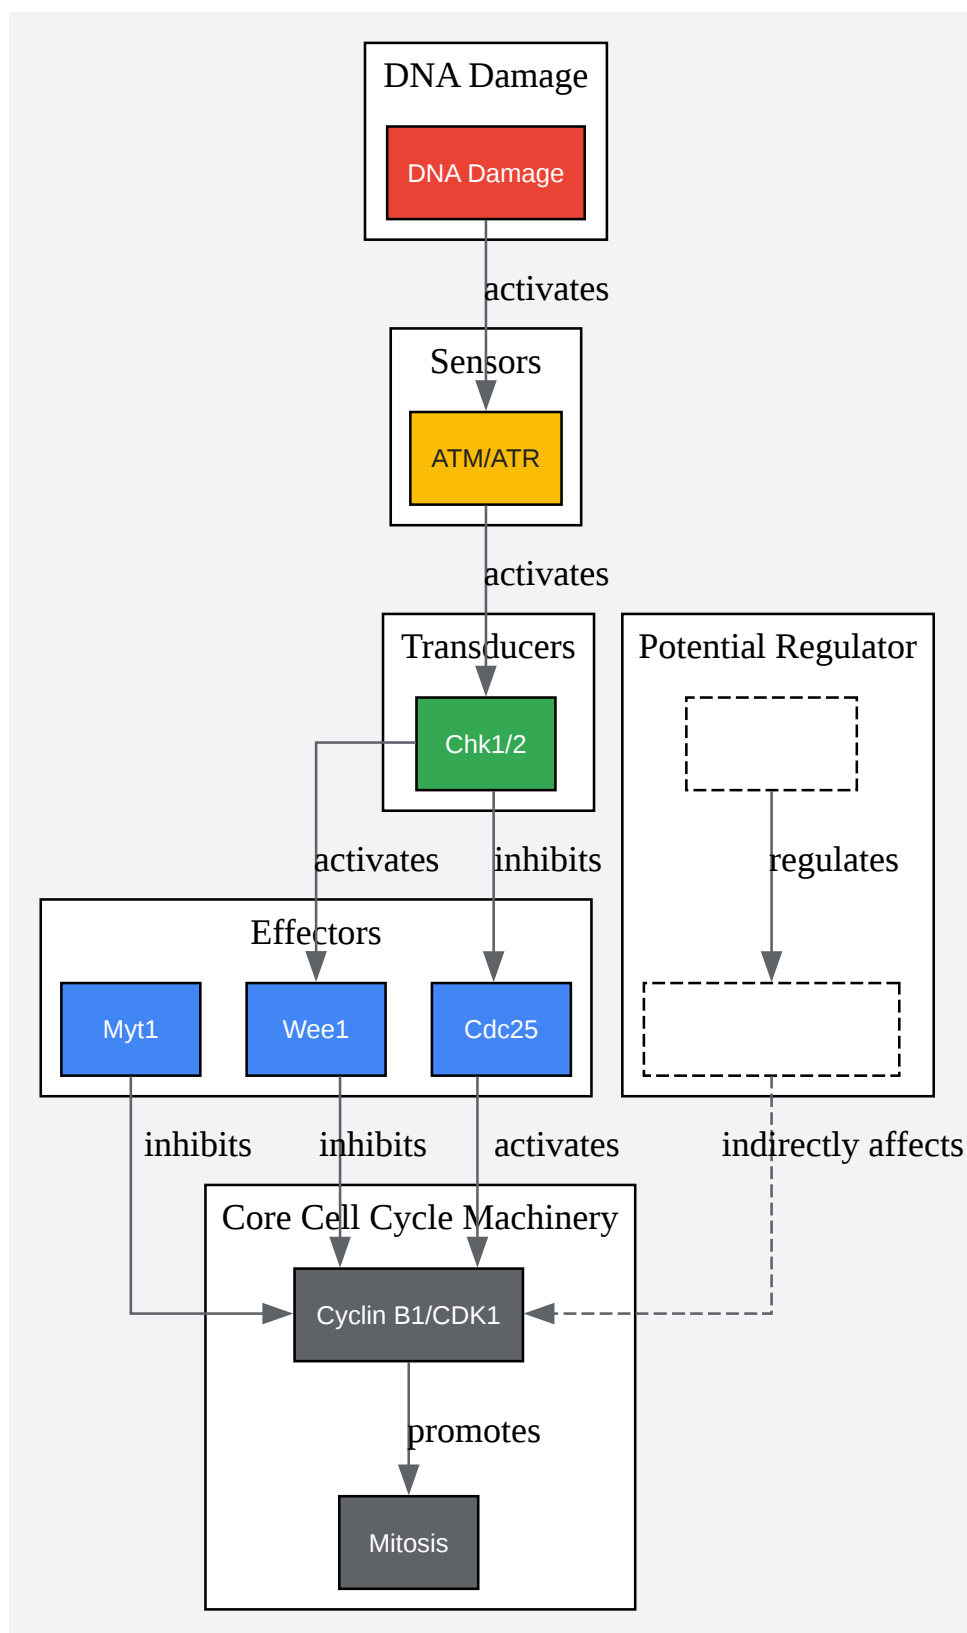 DNA Damage
DNA Damage
activates
Sensors
ATM/ATR
activates
Transducers
Potential Regulator
Chk1/2
activates
inhibits
regulates
Effectors
Myt1
Wee1
Cdc25
inhibits
inhibits
activates
indirectly affects
Core Cell Cycle Machinery
Cyclin B1/CDK1
promotes
Mitosis